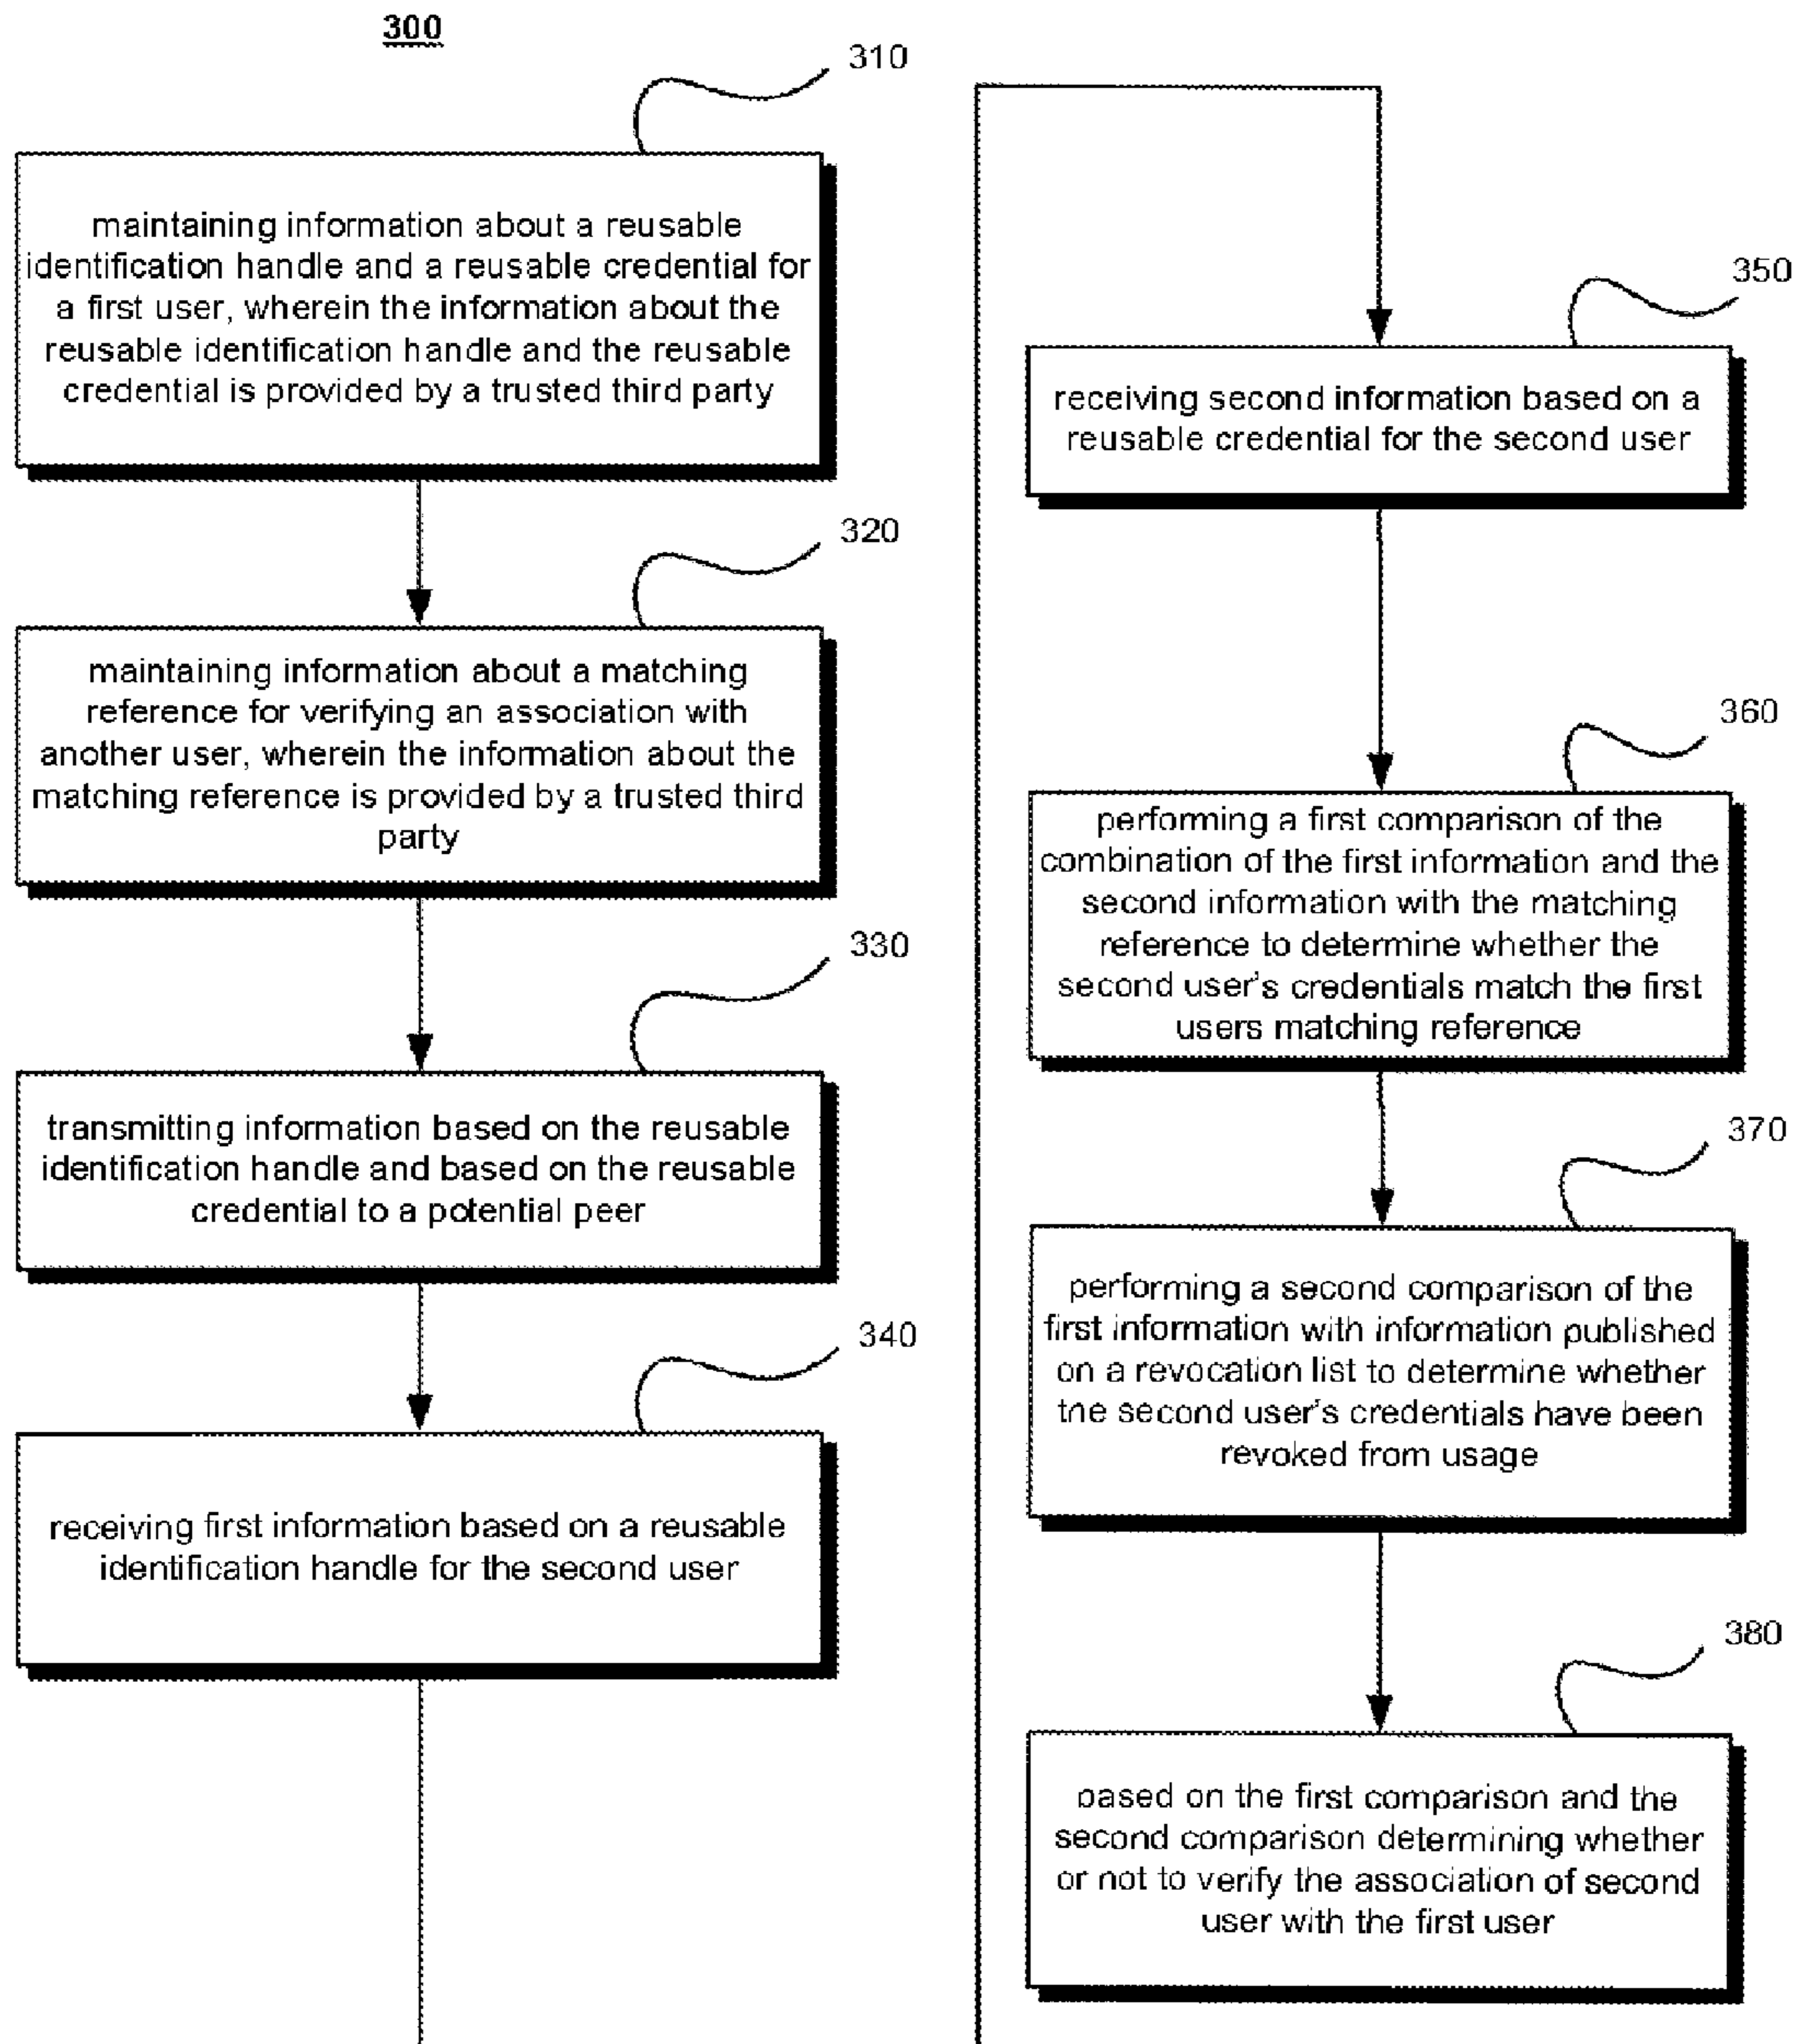 300
310
maintaining information about a reusable
identification handle and a reusable credential for
a first user, wherein the information about the
reusable identification handle and the reusable
credential is provided by a trusted third party
320
maintaining information about a matching
reference for verifying an association with
another user, wherein the information about the
matching reference is provided by a trusted third
party
330
transmitting information based on the reusable
identification handle and based on the reusable
credential to a potential peer
340
receiving first information based on a reusable
identification handle for the second user
350
receiving second information based on a
reusable credential for the second user
360
performing a first comparison of the
combination of the first information and the
second information with the matching
reference to determine whether the
second user's credentials match the first
users matching reference
370
performing a second comparison of the
first information with information published
on a revocation list to determine whether
the second user's credentials have been
revoked from usage
380
based on the first comparison and the
second comparison determining whether
or not to verify the association of second
user with the first user